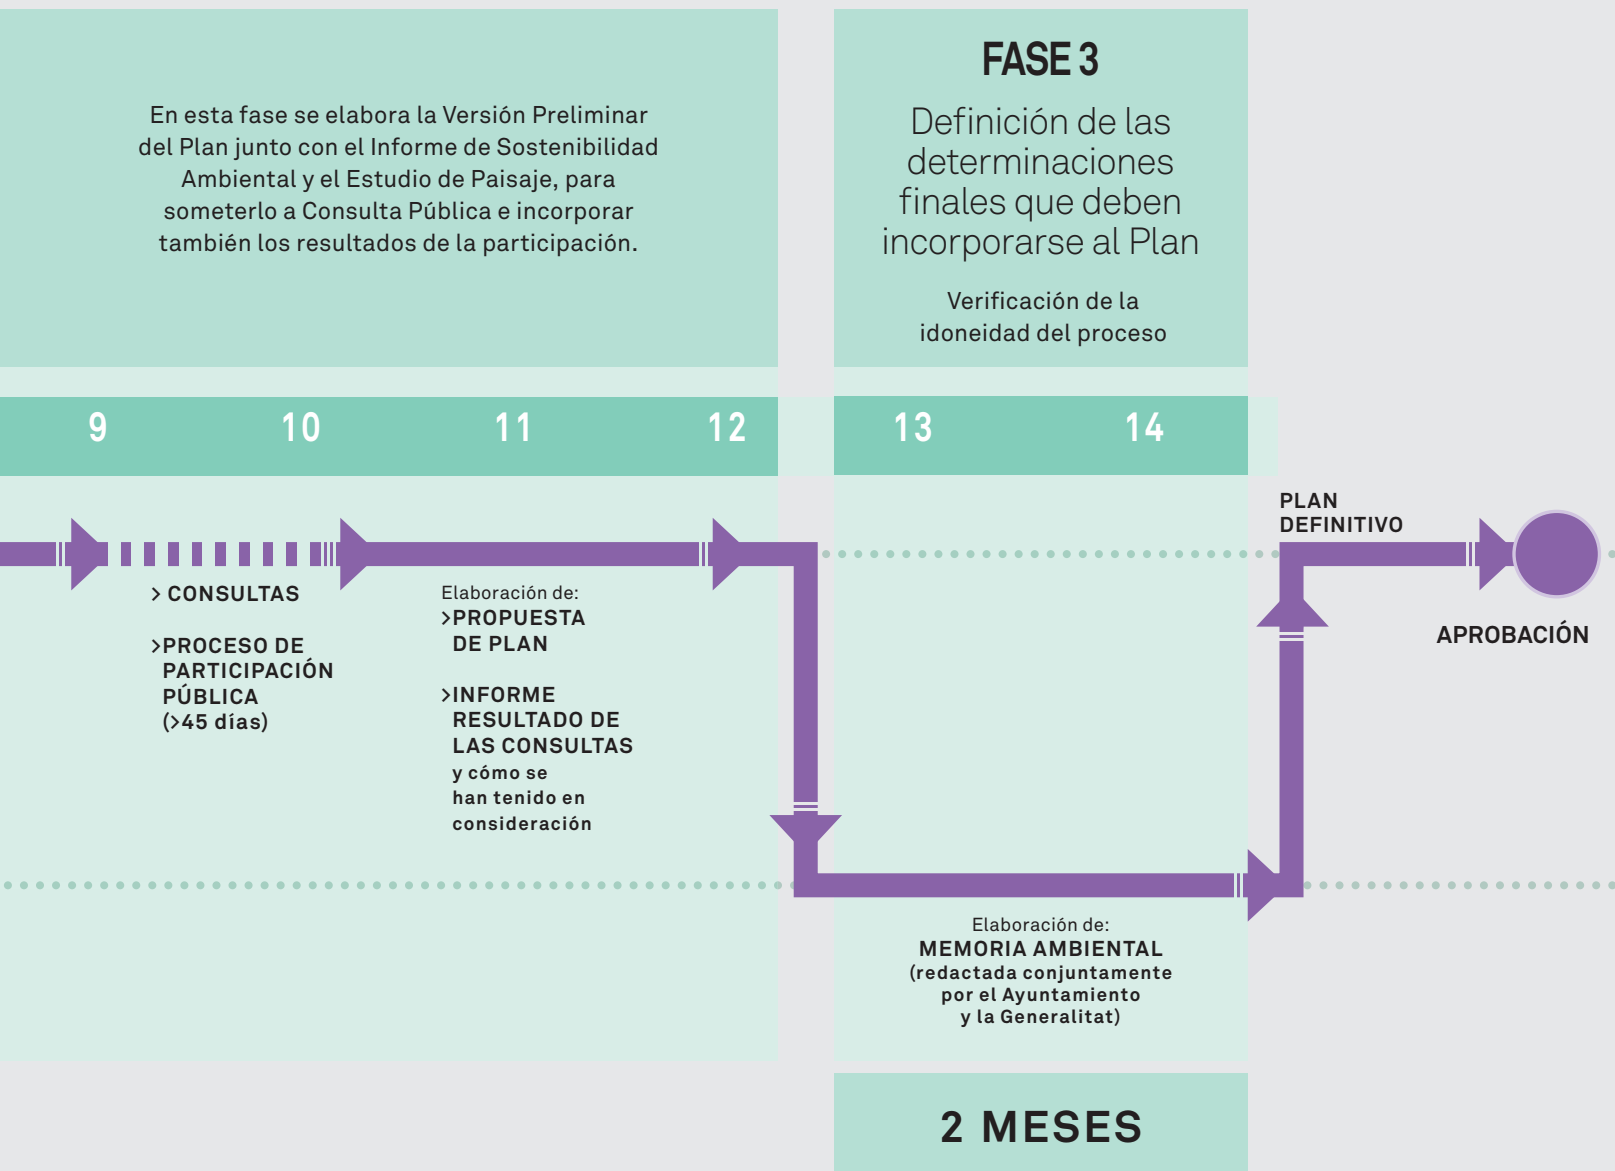 En esta fase se elabora la Versión Preliminar
del Plan junto con el Informe de Sostenibilidad
Ambiental y el Estudio de Paisaje, para
someterlo a Consulta Pública e incorporar
también los resultados de la participación.
FASE 3
Definición de las
determinaciones
finales que deben
incorporarse al Plan
Verificación de la
idoneidad del proceso
9 10 11 12 13 14
> CONSULTAS
>PROCESO DE
PARTICIPACIÓN
PÚBLICA
(>45 días)
Elaboración de:
>PROPUESTA
DE PLAN
>INFORME
RESULTADO DE
LAS CONSULTAS
y cómo se
han tenido en
consideración
Elaboración de:
MEMORIA AMBIENTAL
(redactada conjuntamente
por el Ayuntamiento
y la Generalitat)
PLAN
DEFINITIVO
APROBACIÓN
2 MESES